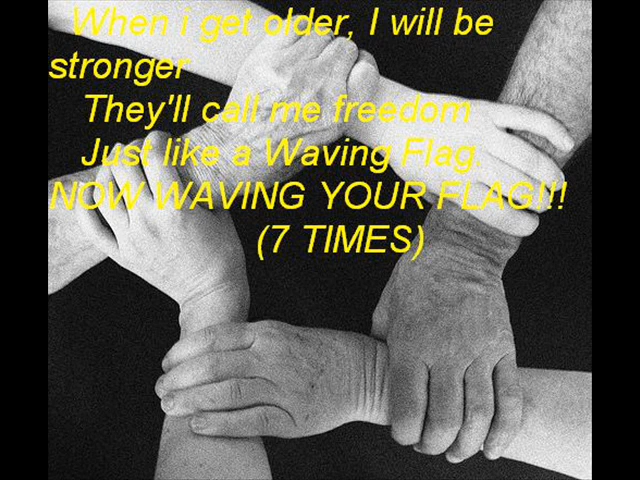 When i get older, I will be
stronger
They'll call me freedom
Just like a Waving Flag.
NOW WAVING YOUR FLAG!!!
(7 TIMES)